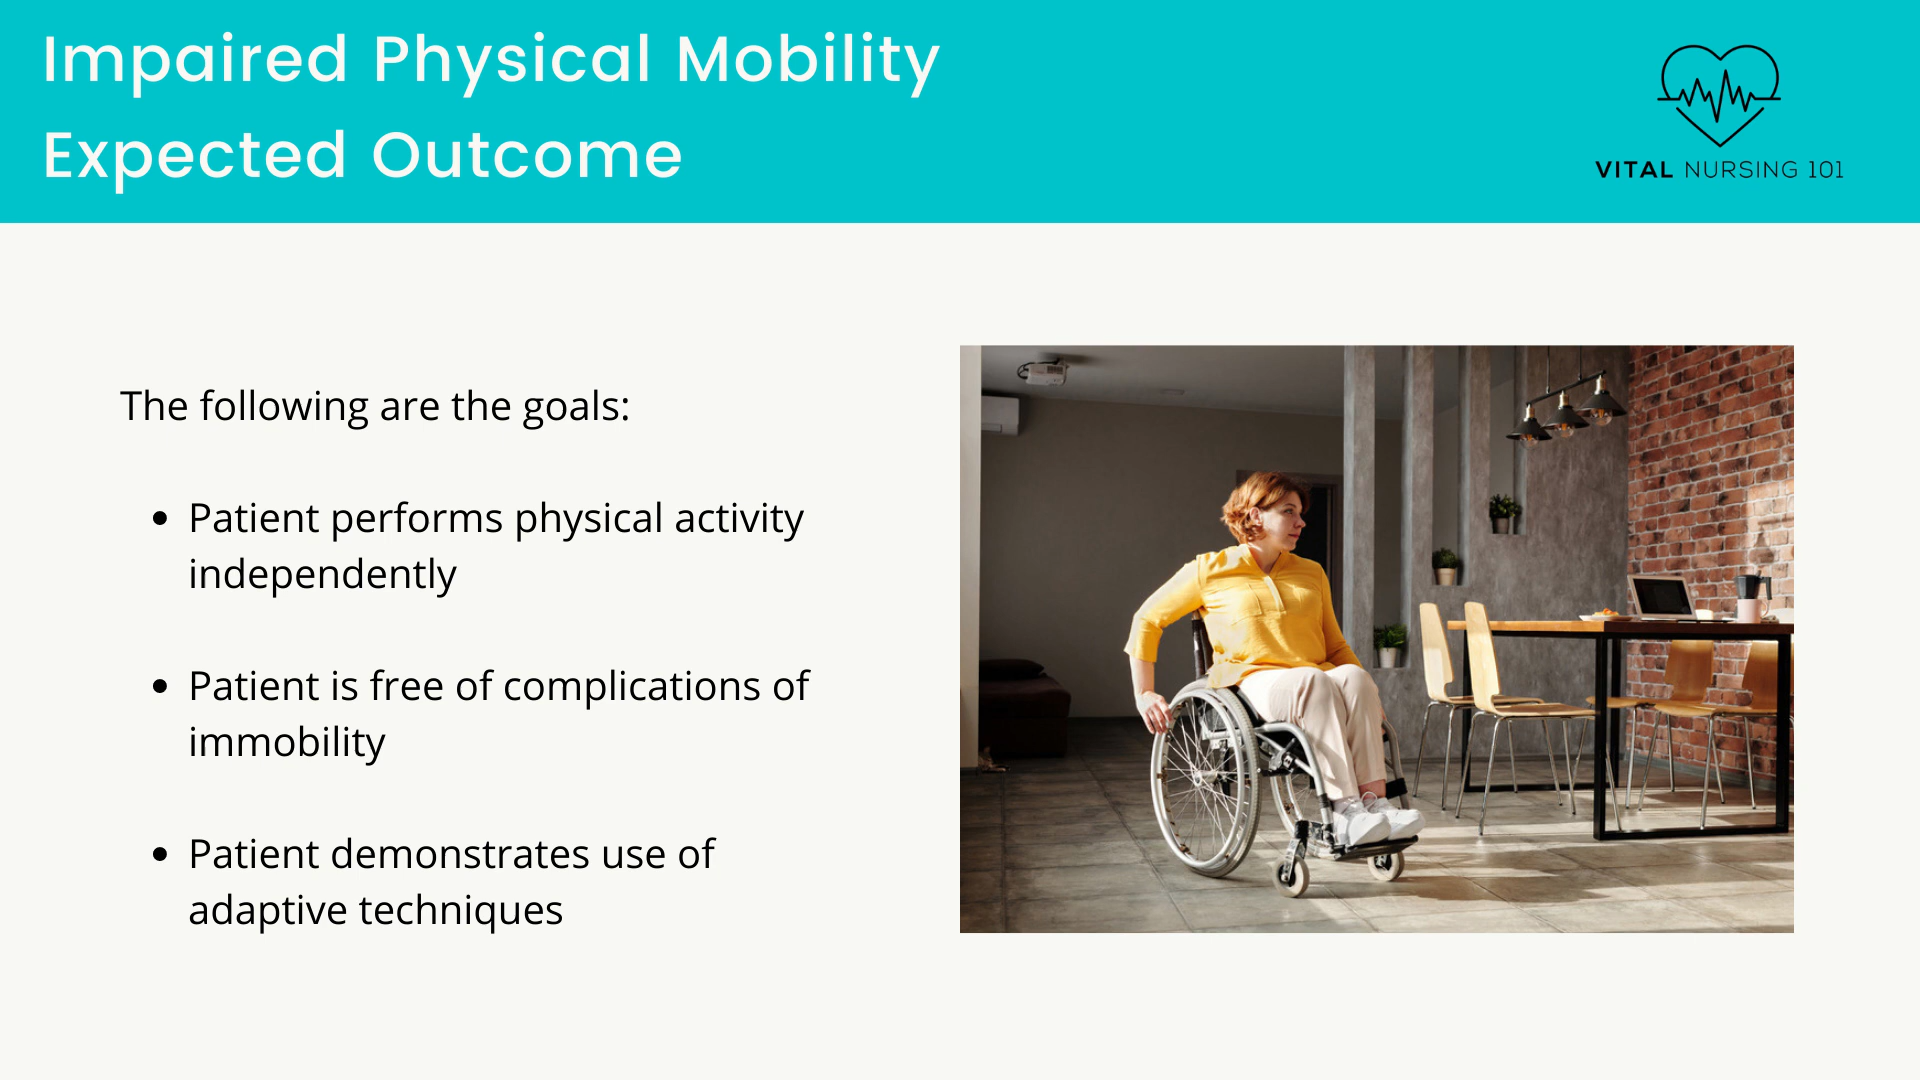 Impaired Physical Mobility
Expected Outcome
VITAL NURSING 101
The following are the goals:
• Patient performs physical activity
independently
• Patient is free of complications of
immobility
• Patient demonstrates use of
adaptive techniques